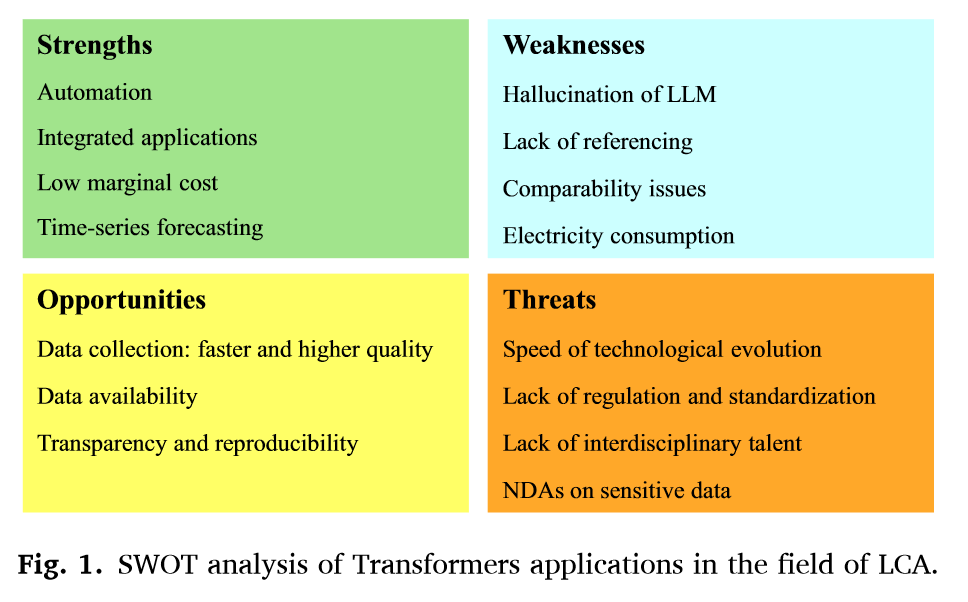 Strengths
Automation
Integrated applications
Low marginal cost
Time-series forecasting
Weaknesses
Hallucination of LLM
Lack of referencing
Comparability issues
Electricity consumption
Opportunities
Data collection: faster and higher quality
Data availability
Transparency and reproducibility
Threats
Speed of technological evolution
Lack of regulation and standardization
Lack of interdisciplinary talent
NDAs on sensitive data
Fig. 1. SWOT analysis of Transformers applications in the field of LCA.